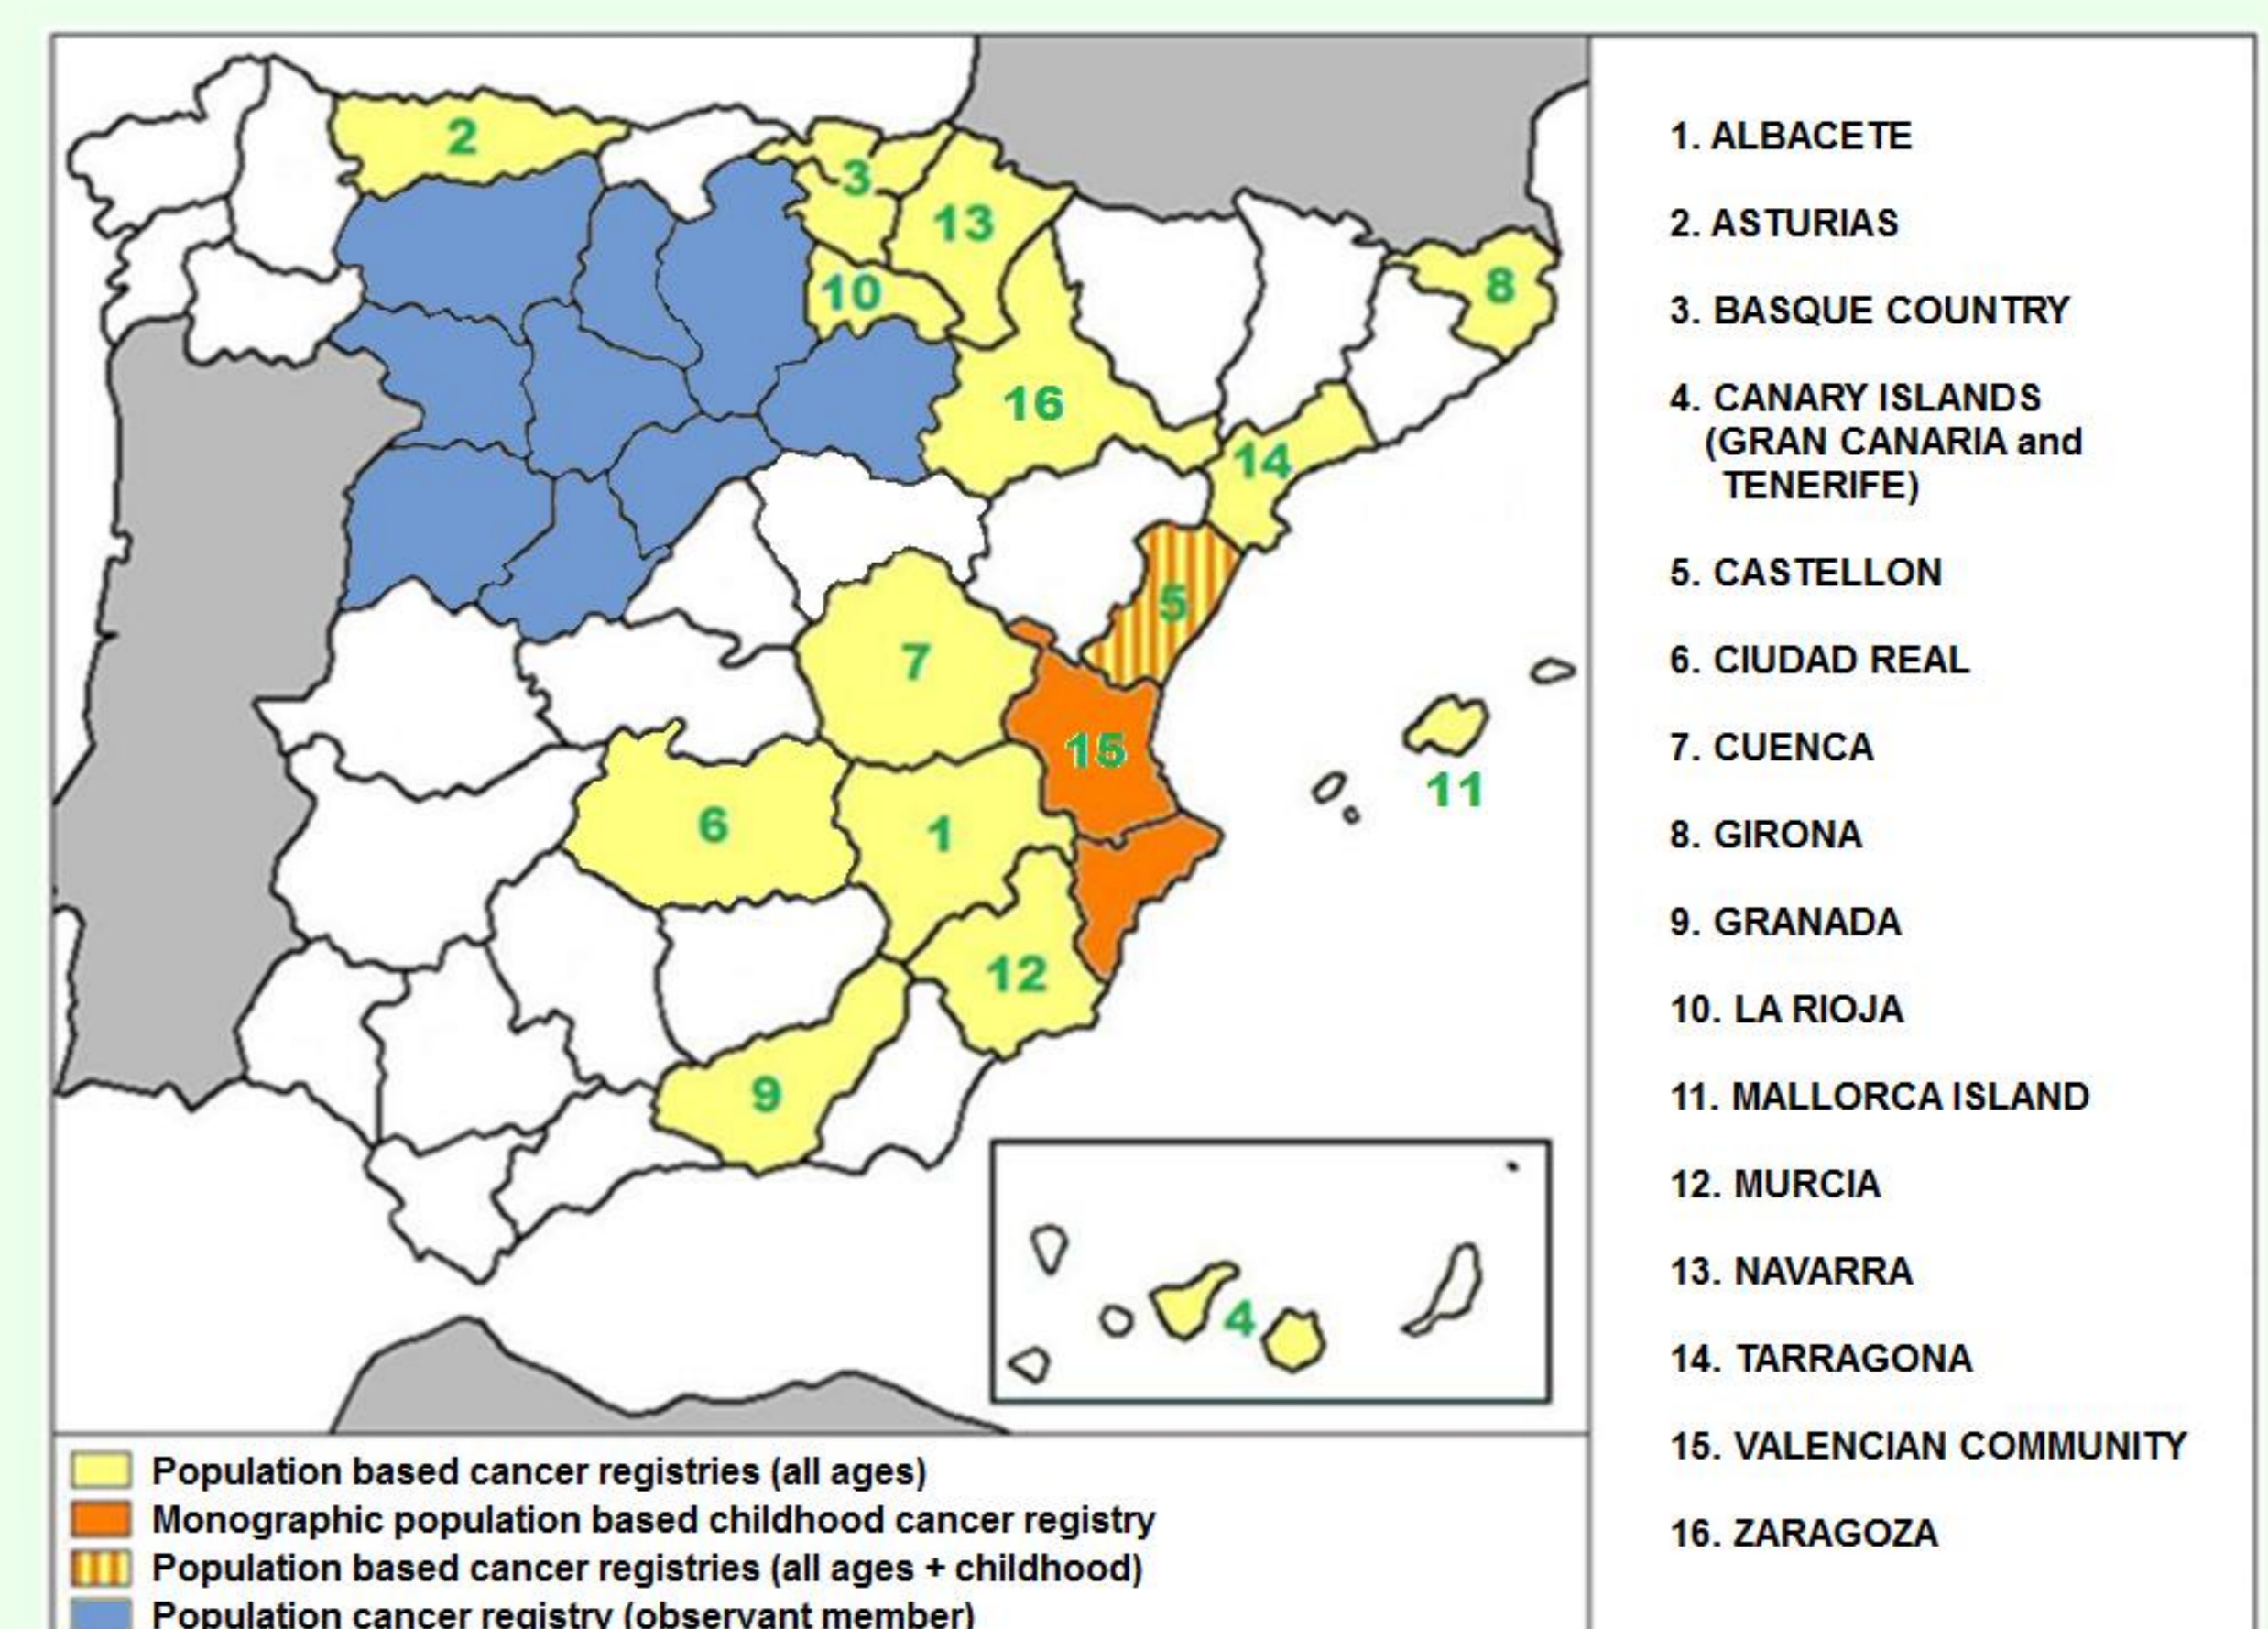 2
3
13
10
8
16
14
5
7
15
11
6
1
12
9
4
Population based cancer registries (all ages)
Monographic population based childhood cancer registry
Population based cancer registries (all ages + childhood)
Population cancer registry (observant member)
1. ALBACETE
2. ASTURIAS
3. BASQUE COUNTRY
4. CANARY ISLANDS
(GRAN CANARIA and
TENERIFE)
5. CASTELLON
6. CIUDAD REAL
7. CUENCA
8. GIRONA
9. GRANADA
10. LA RIOJA
11. MALLORCA ISLAND
12. MURCIA
13. NAVARRA
14. TARRAGONA
15. VALENCIAN COMMUNITY
16. ZARAGOZA